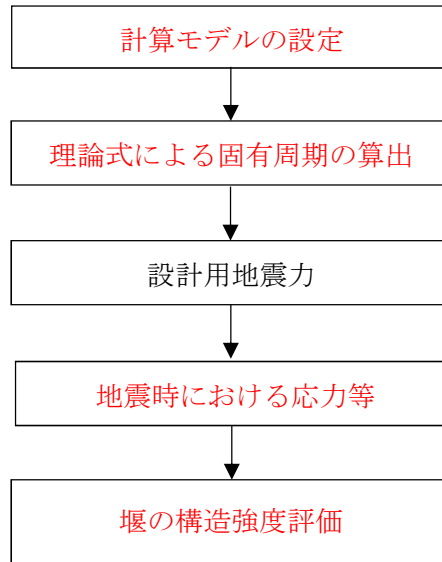 計算モデルの設定
理論式による固有周期の算出
設計用地震力
地震時における応力等
堰の構造強度評価